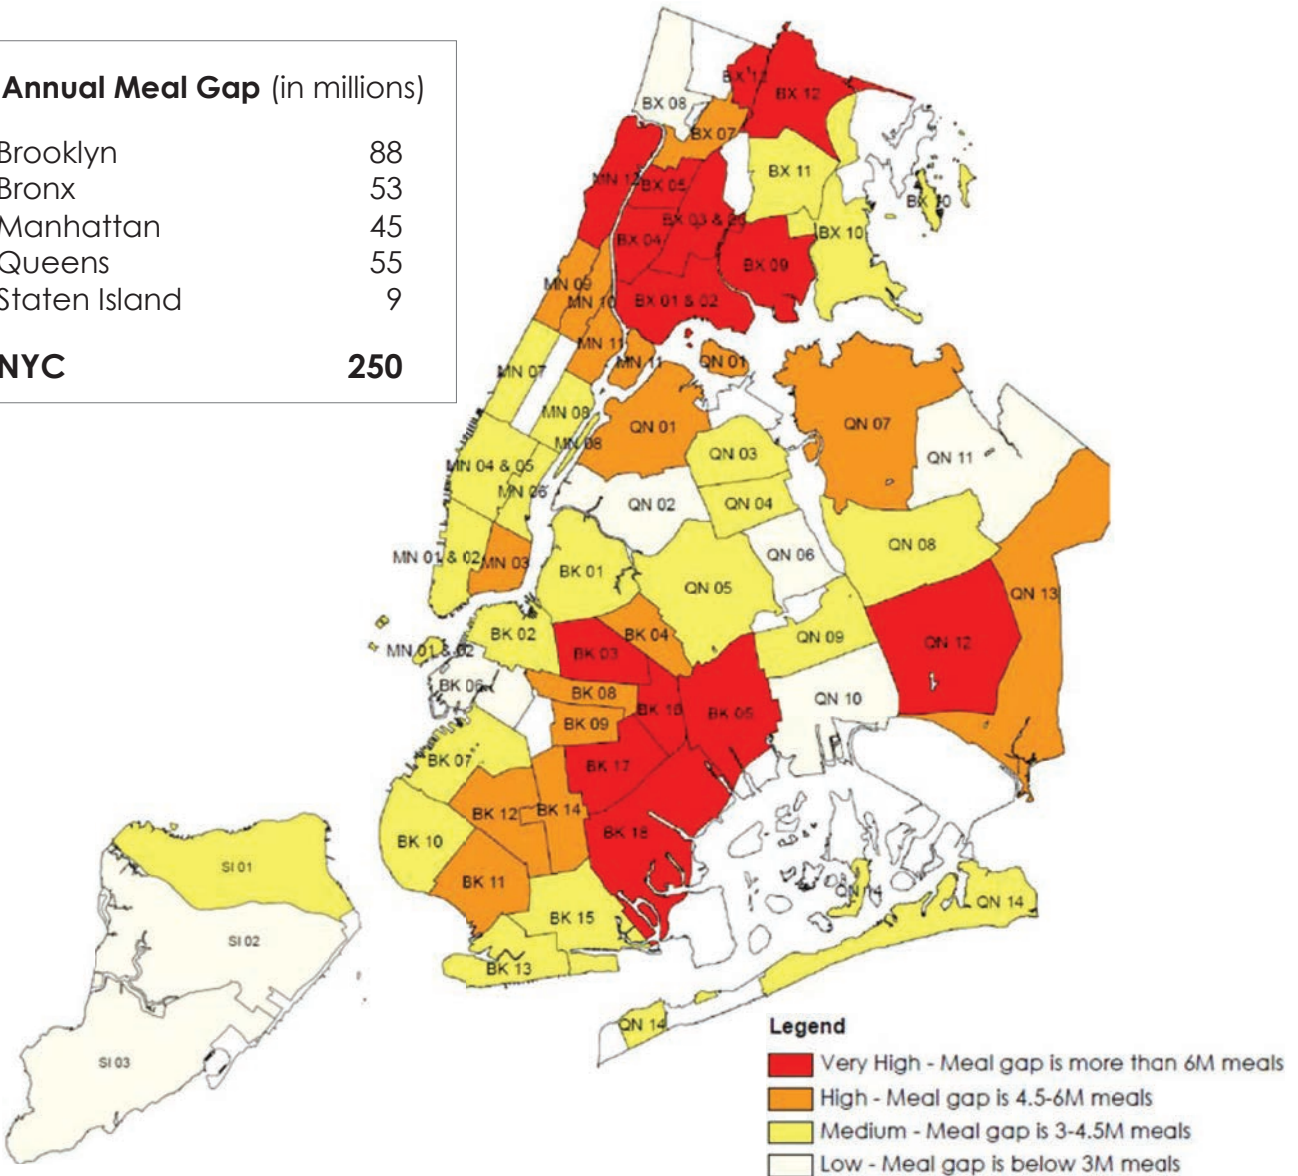 Annual Meal Gap (in millions)
Brooklyn 88
Bronx 53
Manhattan 45
Queens 55
Staten Island 9
NYC 250
BX 08
BX 12
BX 07
BX 11
BX 05
BX 10
BX 04
BX 09
BX 10
BX 01 & 02
MN 09
MN 10
MN 11
MN 11
QN 01
MN 07
MN 08
QN 01
QN 07
MN 08
QN 03
QN 11
MN 04 & 05
MN 06
QN 02
QN 04
QN 08
MN 01 & 02
MN 03
BK 01
QN 06
QN 05
QN 13
BK 02
BK 04
QN 09
QN 12
MN 01 & 02
BK 03
BK 06
BK 08
QN 10
BK 16
BK 05
BK 09
BK 07
BK 17
BK 12
BK 14
BK 18
BK 10
SI 01
BK 11
QN 14
QN 14
BK 15
SI 02
BK 13
QN 14
SI 03
Legend
Very High - Meal gap is more than 6M meals
High - Meal gap is 4.5-6M meals
Medium - Meal gap is 3-4.5M meals
Low - Meal gap is below 3M meals